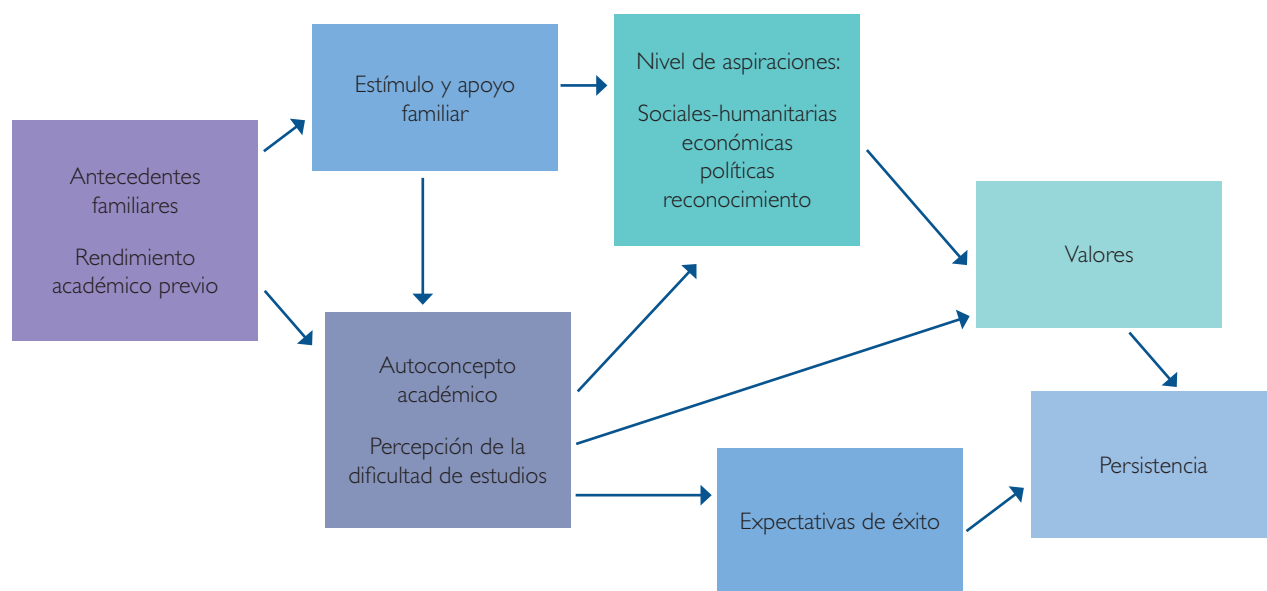 Antecedentes
familiares
Rendimiento
académico previo
Estímulo y apoyo
familiar
Autoconcepto
académico
Percepción de la
dificultad de estudios
Nivel de aspiraciones:
Sociales-humanitarias
económicas
políticas
reconocimiento
Expectativas de éxito
Valores
Persistencia